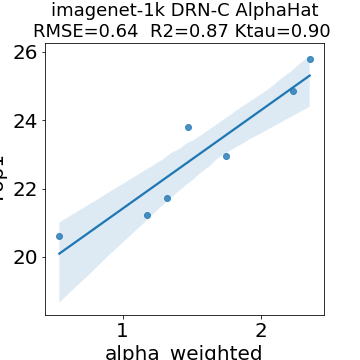 imagenet-1k DRN-C AlphaHat
RMSE=0.64 R2=0.87 Ktau=0.90
26
24
22
20
1 2
alpha_weighted